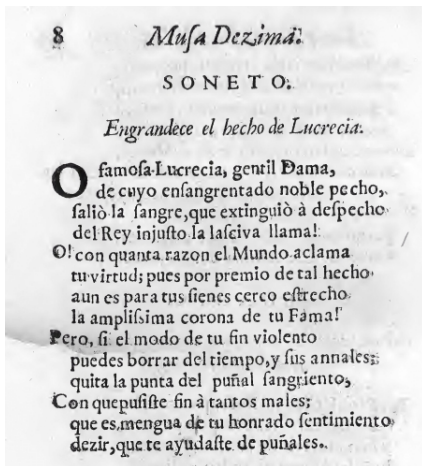 8 Muſa Dezima.
SONETO.
Engrandece el hecho de Lucrecia.
O famoſa Lucrecia, gentil Dama,
de cuyo enſangrentado noble pecho,
ſaliò la ſangre, que extinguiò à deſpecho
del Rey injuſto la laſciva llama!
O! con quanta razon el Mundo aclama
tu virtud; pues por premio de tal hecho
aun es para tus ſienes cerco eſtrecho
la ampliſsima corona de tu Fama!
Pero, ſi el modo de tu fin violento
puedes borrar del tiempo, y ſus annales;
quita la punta del puñal ſangriento,
Con que puſiſte fin à tantos males;
que es mengua de tu honrado ſentimiento
dezir, que te ayudaſte de puñales.